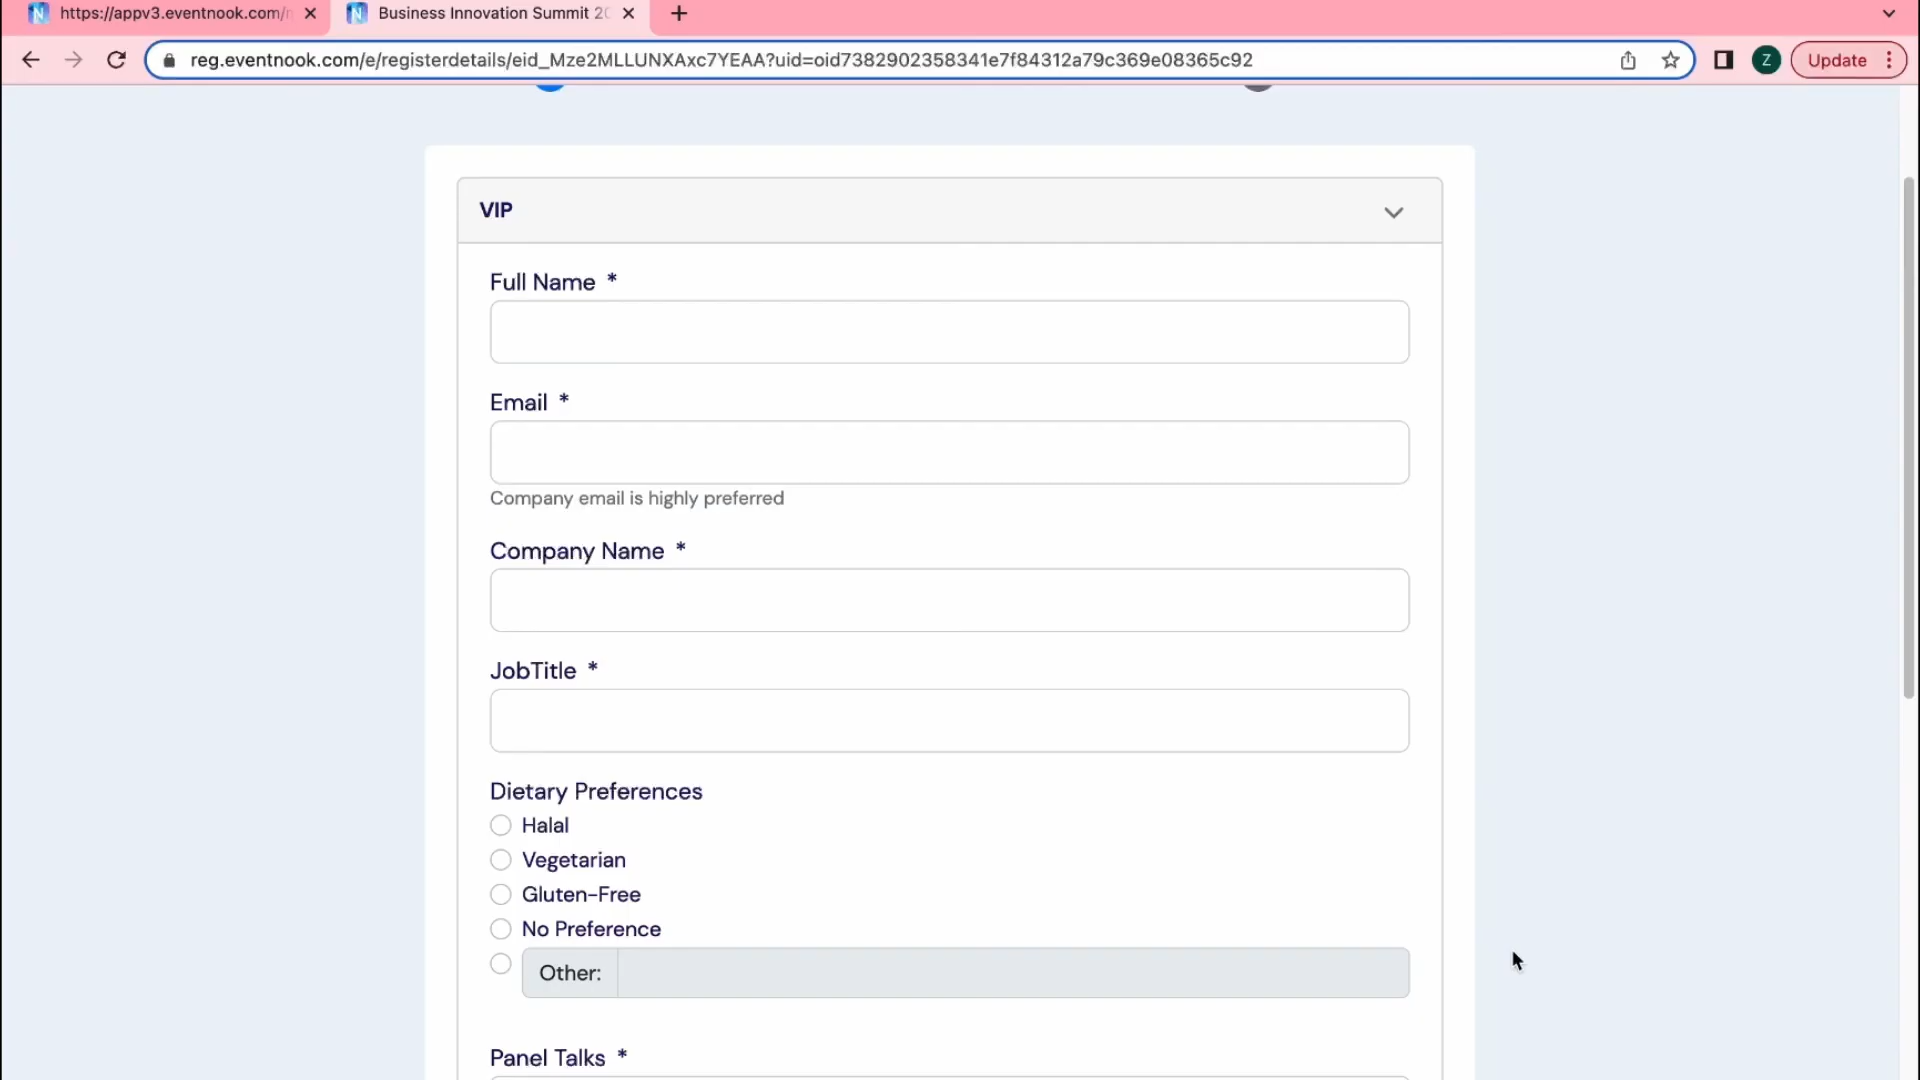 https://appv3.eventnook.com/
Business Innovation Summit 20
reg.eventnook.com/e/registerdetails/eid_Mze2MLLUNXAxc7YEAA?uid=oid7382902358341e7f84312a79c369e08365c92
Z
Update
VIP
Full Name *
Email *
Company email is highly preferred
Company Name *
JobTitle *
Dietary Preferences
Halal
Vegetarian
Gluten-Free
No Preference
Other:
Panel Talks *